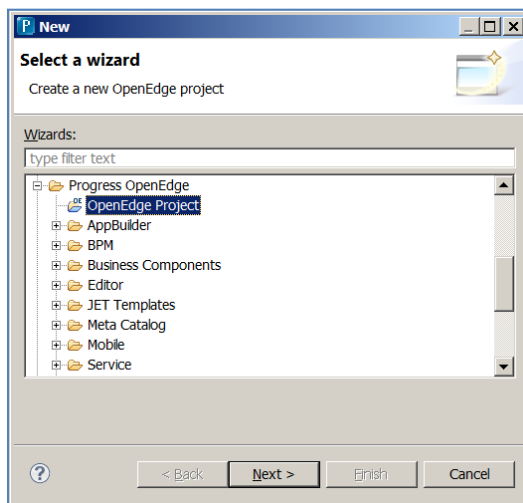 New
Select a wizard
Create a new OpenEdge project
Wizards:
type filter text
Progress OpenEdge
OpenEdge Project
AppBuilder
BPM
Business Components
Editor
JET Templates
Meta Catalog
Mobile
Service
< Back Next > Finish Cancel